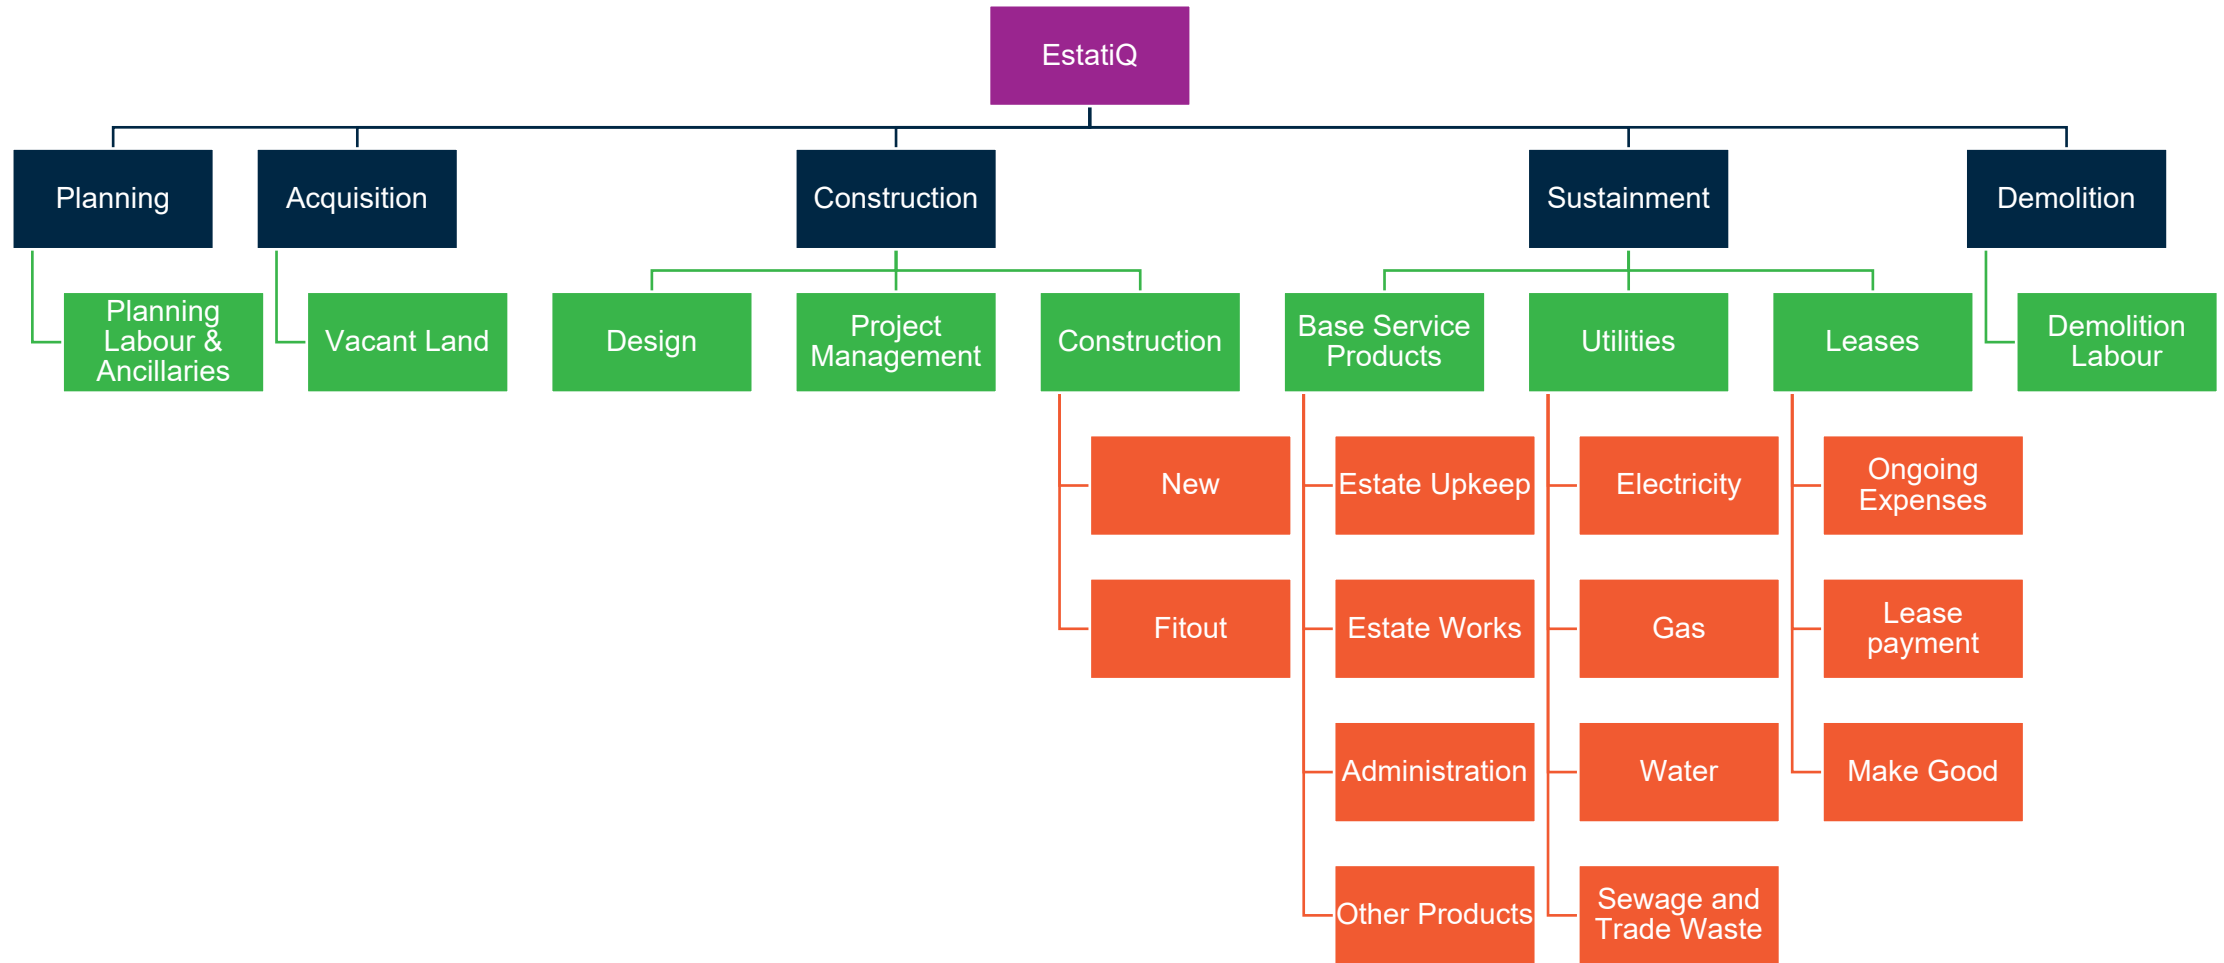 EstatiQ
Planning
Acquisition
Construction
Sustainment
Demolition
Planning
Labour &
Ancillaries
Vacant Land
Design
Project
Management
Construction
Base Service
Products
Utilities
Leases
Demolition
Labour
New
Estate Upkeep
Electricity
Ongoing
Expenses
Fitout
Estate Works
Gas
Lease
payment
Administration
Water
Make Good
Other Products
Sewage and
Trade Waste